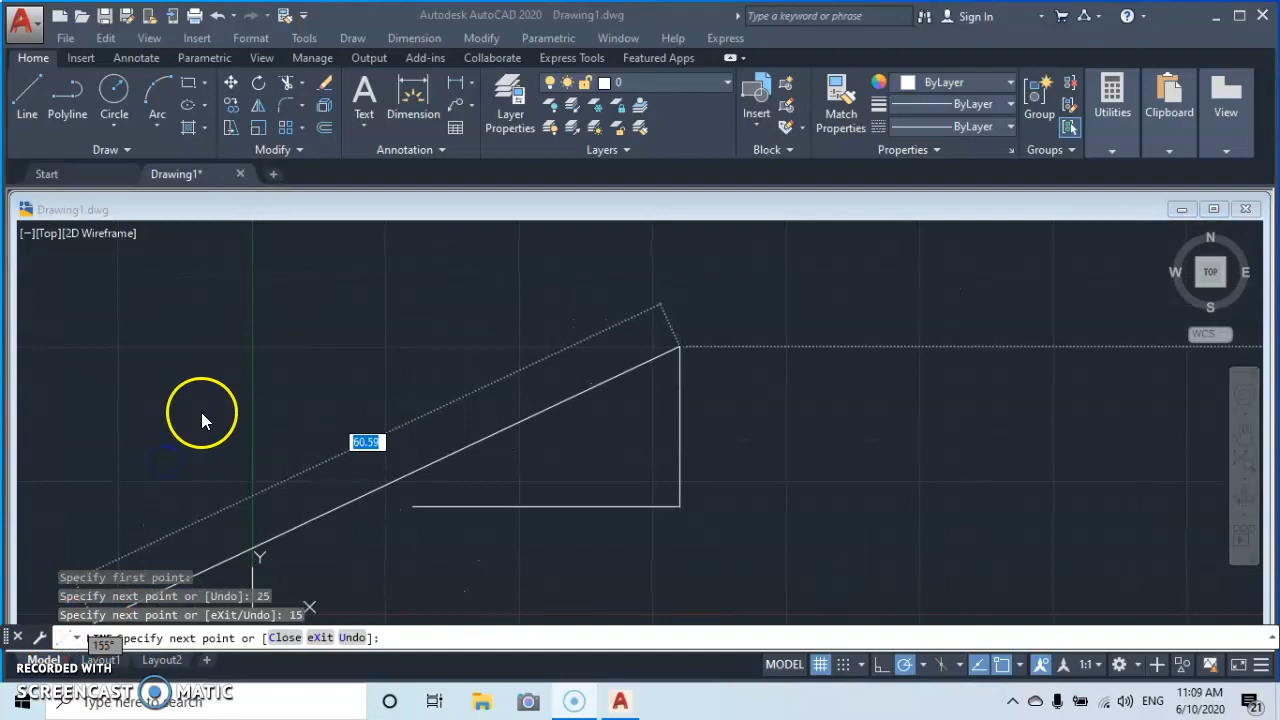 A Autodesk AutoCAD 2020 Drawing1.dwg Type a keyword or phrase Sign In
File Edit View Insert Format Tools Draw Dimension Modify Parametric Window Help Express
Home Insert Annotate Parametric View Manage Output Add-ins Collaborate Express Tools Featured Apps
0 ByLayer
ByLayer
ByLayer
Line Polyline Circle Arc Text Dimension Layer Properties Insert Match Properties Group Utilities Clipboard View
Draw Modify Annotation Layers Block Properties Groups
Start Drawing1*
Drawing1.dwg
[−][Top][2D Wireframe]
N
W TOP E
S
WCS
60.59
Y
X
Specify first point:
Specify next point or [Undo]: 25
Specify next point or [eXit/Undo]: 15
Specify next point or [Close eXit Undo]:
155°
Model Layout1 Layout2 + MODEL 1:1
RECORDED WITH
SCREENCAST MATIC
Type here to search
ENG
11:09 AM
6/10/2020
21